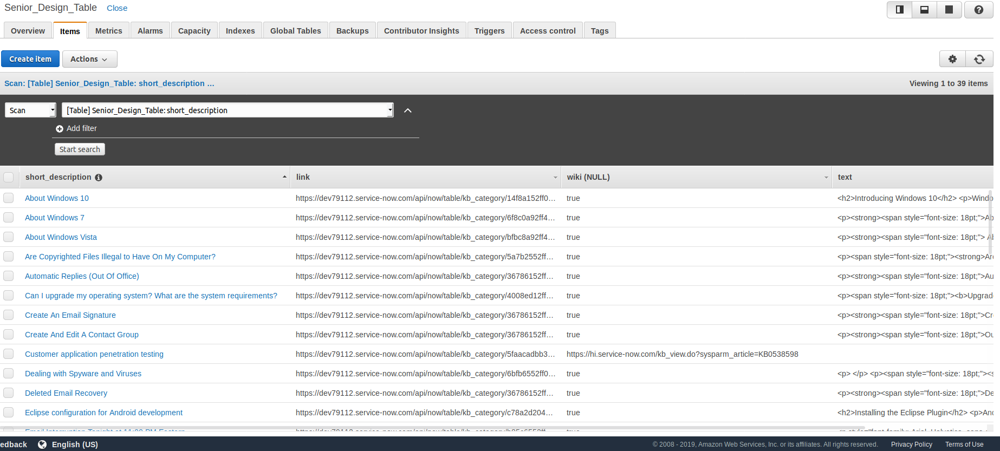 Senior_Design_Table Close
Overview Items Metrics Alarms Capacity Indexes Global Tables Backups Contributor Insights Triggers Access control Tags
Create item Actions
Scan: [Table] Senior_Design_Table: short_description ... Viewing 1 to 39 items
Scan [Table] Senior_Design_Table: short_description
Add filter
Start search
short_description link wiki (NULL) text
About Windows 10 https://dev79112.service-now.com/api/now/table/kb_category/14f8a152ff0... true <h2>Introducing Windows 10</h2> <p>Windo
About Windows 7 https://dev79112.service-now.com/api/now/table/kb_category/6f8c0a92ff4... true <p><strong><span style="font-size: 18pt;">Ab
About Windows Vista https://dev79112.service-now.com/api/now/table/kb_category/bfbc8a92ff4... true <p><strong><span style="font-size: 18pt;"> Ab
Are Copyrighted Files Illegal to Have On My Computer? https://dev79112.service-now.com/api/now/table/kb_category/5a7b2552ff... true <p><span style="font-size: 18pt;"><strong>Are
Automatic Replies (Out Of Office) https://dev79112.service-now.com/api/now/table/kb_category/36786152ff... true <p><strong><span style="font-size: 18pt;">Au
Can I upgrade my operating system? What are the system requirements? https://dev79112.service-now.com/api/now/table/kb_category/4008ed12ff... true <p><span style="font-size: 18pt;"><b>Upgrad
Create An Email Signature https://dev79112.service-now.com/api/now/table/kb_category/36786152ff... true <p><strong><span style="font-size: 18pt;">Cr
Create And Edit A Contact Group https://dev79112.service-now.com/api/now/table/kb_category/36786152ff... true <p><strong><span style="font-size: 18pt;">Ou
Customer application penetration testing https://dev79112.service-now.com/api/now/table/kb_category/5faacadbb3... https://hi.service-now.com/kb_view.do?sysparm_article=KB0538598
Dealing with Spyware and Viruses https://dev79112.service-now.com/api/now/table/kb_category/6bfb6552ff0... true <p> </p> <p><span style="font-size: 18pt;"><s
Deleted Email Recovery https://dev79112.service-now.com/api/now/table/kb_category/36786152ff... true <p><strong><span style="font-size: 18pt;">De
Eclipse configuration for Android development https://dev79112.service-now.com/api/now/table/kb_category/c78a2d204... true <h2>Installing the Eclipse Plugin</h2> <p>And
Email Interruption Tonight at 11:00 PM Eastern
edback English (US) © 2008 - 2019, Amazon Web Services, Inc. or its affiliates. All rights reserved. Privacy Policy Terms of Use